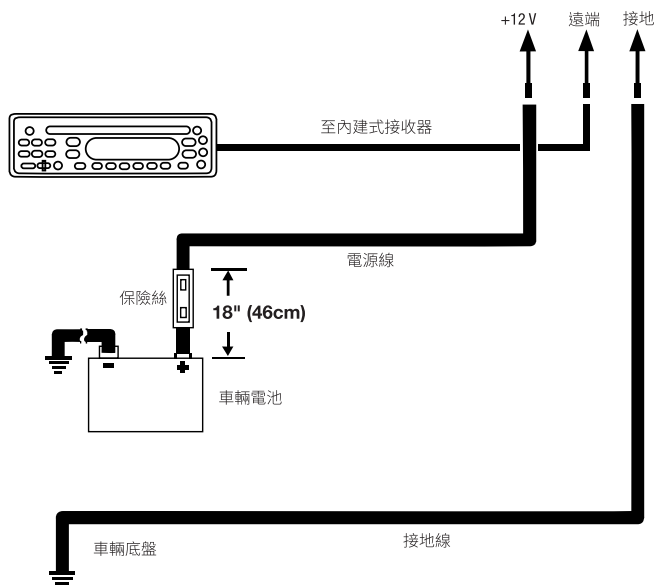 +12 V
遠端
接地
至內建式接收器
電源線
保險絲
18" (46cm)
車輛電池
車輛底盤
接地線